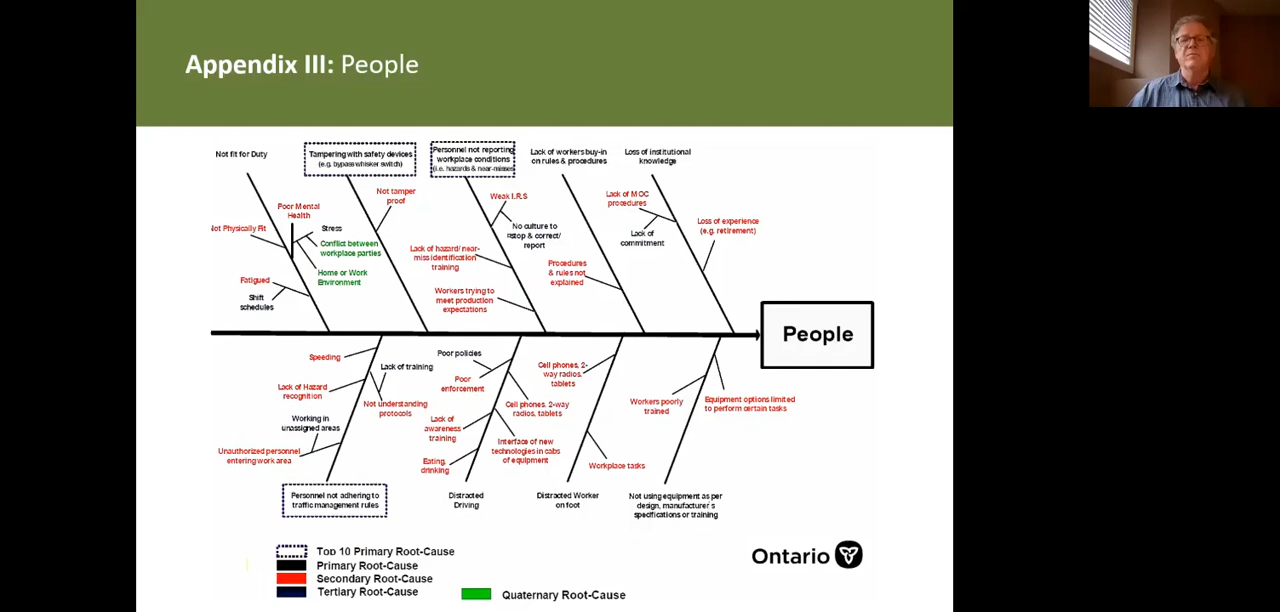 Appendix III: People
Not fit for Duty
Tampering with safety devices
(e.g. bypass whisker switch)
Personnel not reporting
workplace conditions
(i.e. hazards & near-misses
Lack of workers buy-in
on rules & procedures
Loss of institutional
knowledge
Poor Mental
Health
Not Physically Fit
Stress
Conflict between
workplace parties
Home or Work
Environment
Fatigued
Shift
schedules
Not tamper
proof
Weak I.R.S
No culture to
stop & correct/
report
Lack of hazard/ near-
miss identification
training
Workers trying to
meet production
expectations
Procedures
& rules not
explained
Lack of MOC
procedures
Lack of
commitment
Loss of experience
(e.g. retirement)
People
Speeding
Lack of training
Lack of Hazard
recognition
Not understanding
protocols
Working in
unassigned areas
Unauthorized personnel
entering work area
Personnel not adhering to
traffic management rules
Poor policies
Poor
enforcement
Cell phones, 2-way
radios, tablets
Lack of
awareness
training
Interface of new
technologies in cabs
of equipment
Eating,
drinking
Distracted
Driving
Cell phones, 2-
way radios,
tablets
Workplace tasks
Distracted Worker
on foot
Workers poorly
trained
Equipment options limited
to perform certain tasks
Not using equipment as per
design, manufacturer's
specifications or training
Top 10 Primary Root-Cause
Primary Root-Cause
Secondary Root-Cause
Tertiary Root-Cause
Quaternary Root-Cause
Ontario